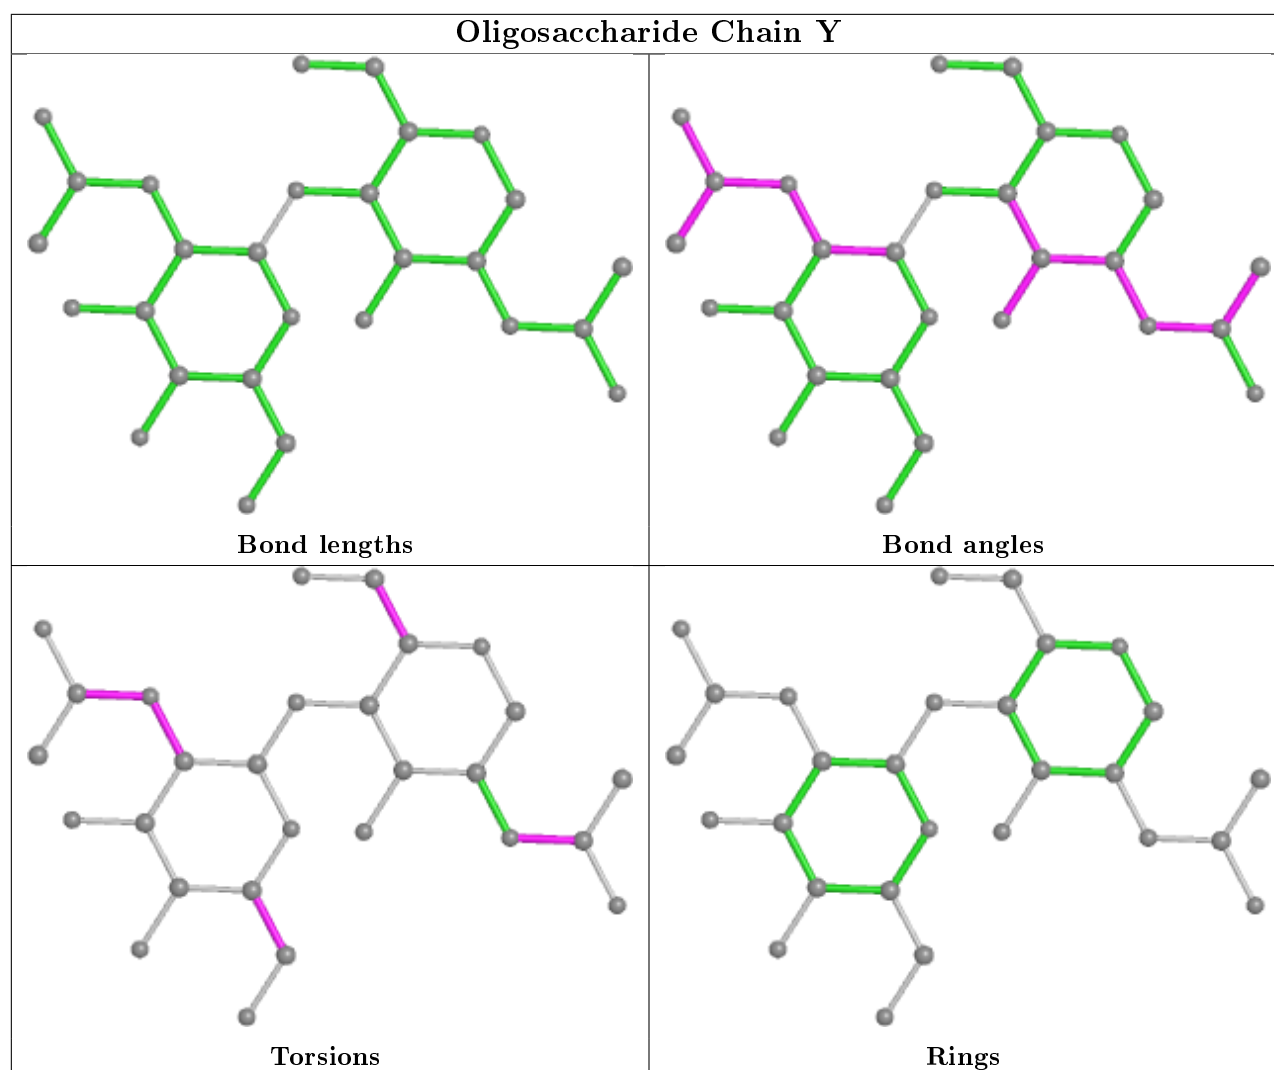 Oligosaccharide Chain Y
Bond lengths
Bond angles
Torsions
Rings